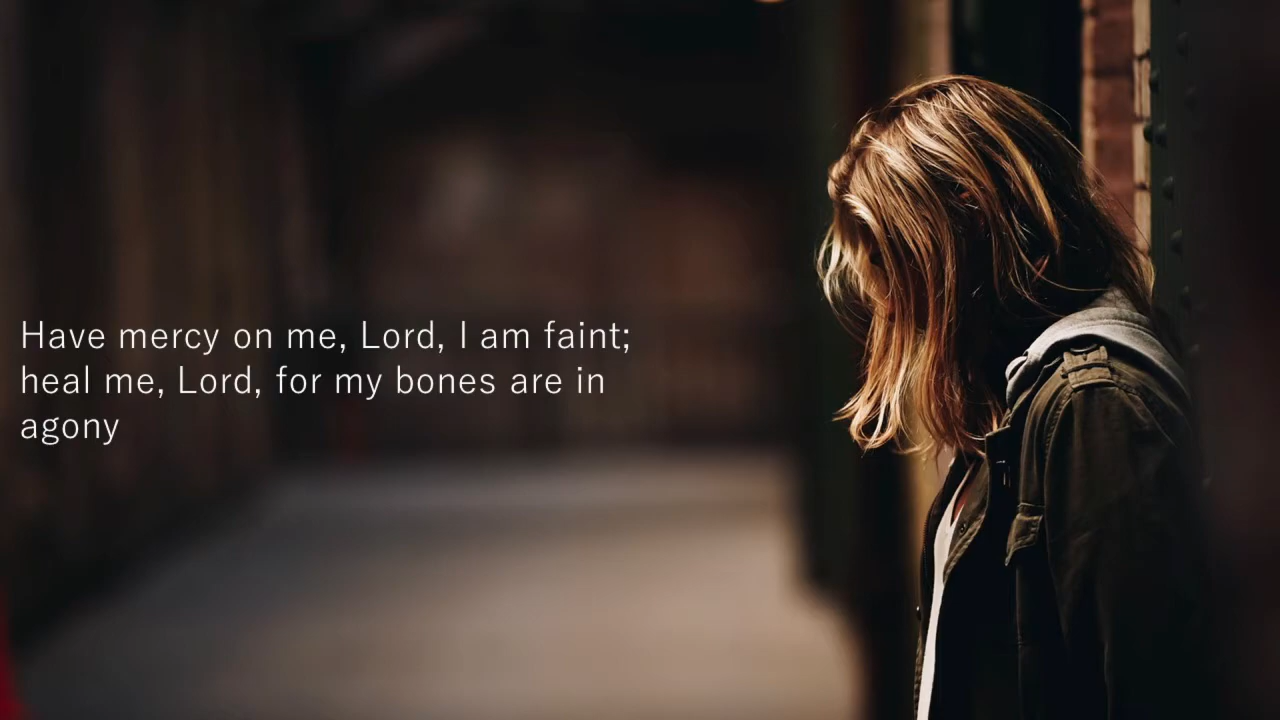 Have mercy on me, Lord, I am faint;
heal me, Lord, for my bones are in
agony